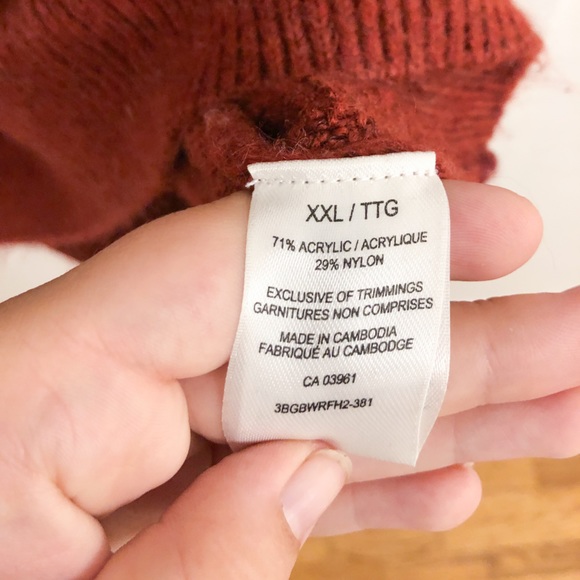 XXL / TTG
71% ACRYLIC / ACRYLIQUE
29% NYLON
EXCLUSIVE OF TRIMMINGS
GARNITURES NON COMPRISES
MADE IN CAMBODIA
FABRIQUÉ AU CAMBODGE
CA 03961
3BGBWRFH2-381